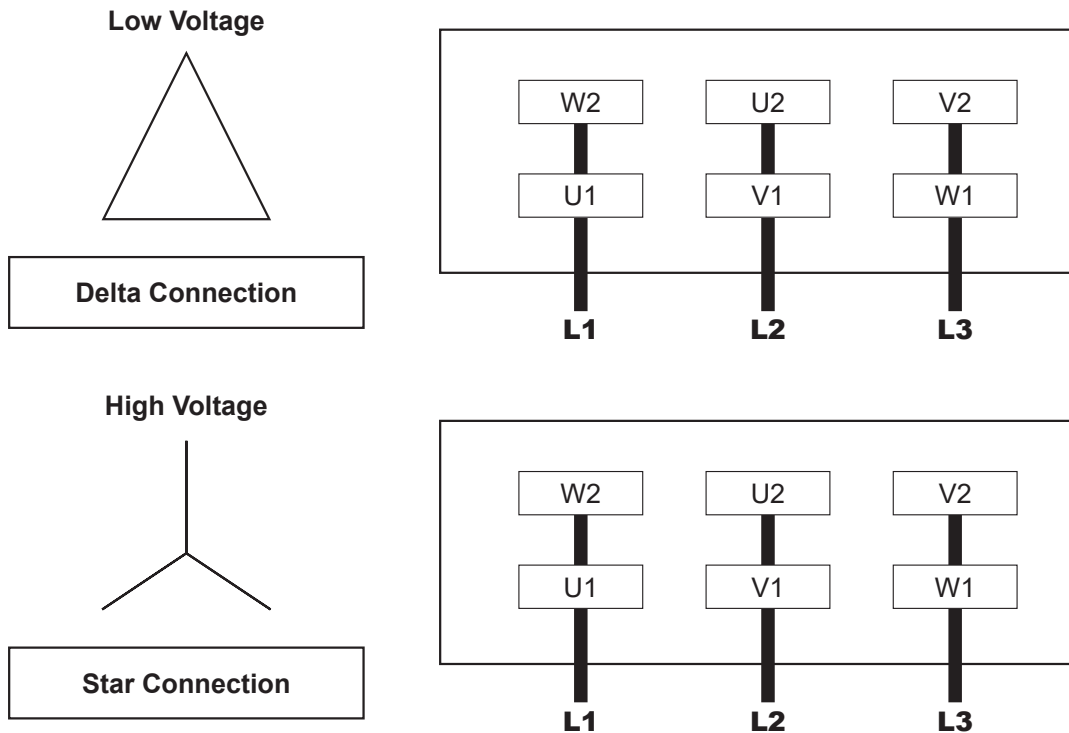 Low Voltage
W2 U2 V2
U1 V1 W1
Delta Connection
L1 L2 L3
High Voltage
W2 U2 V2
U1 V1 W1
Star Connection
L1 L2 L3